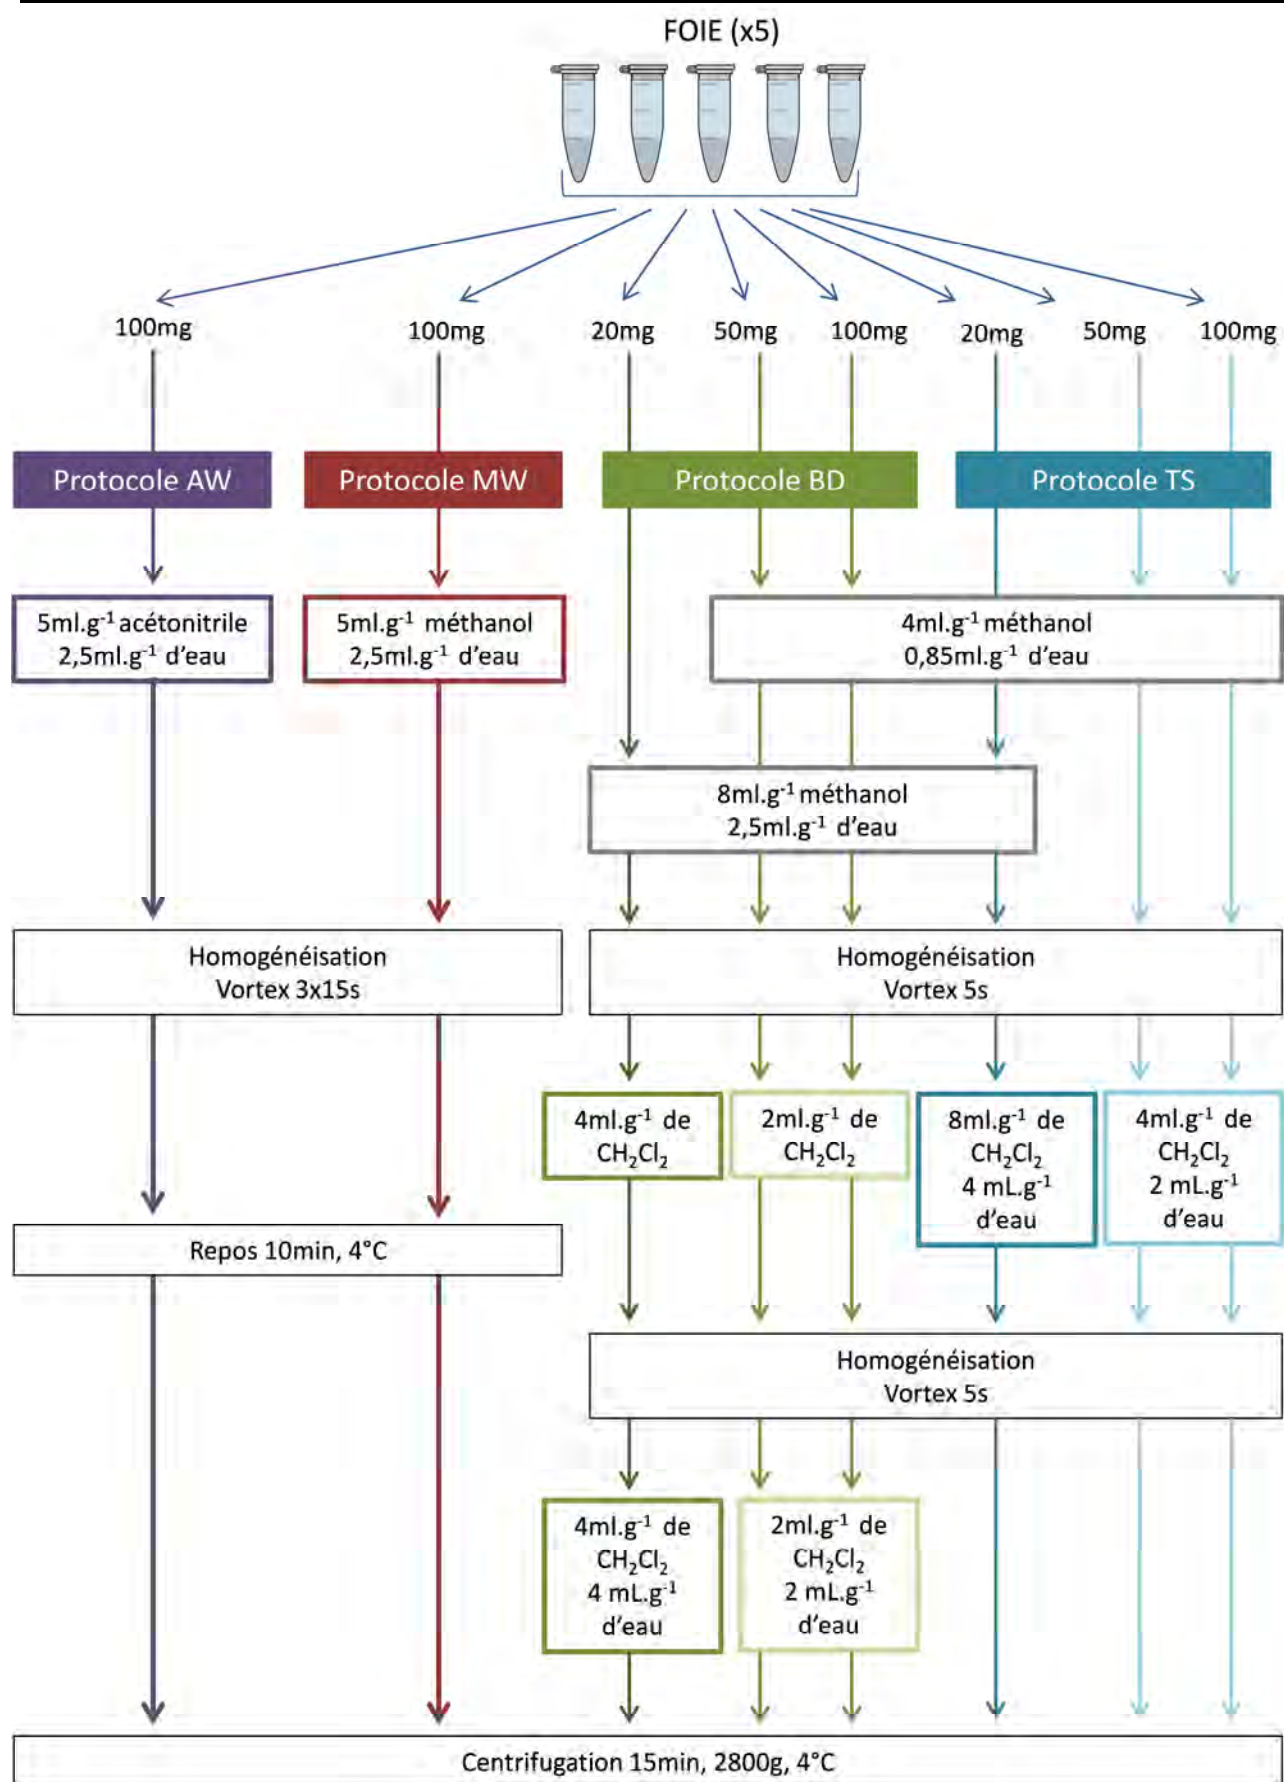 FOIE (x5)
100mg
100mg
20mg
50mg
100mg
20mg
50mg
100mg
Protocole AW
Protocole MW
Protocole BD
Protocole TS
5ml.g⁻¹ acétonitrile
2,5ml.g⁻¹ d’eau
5ml.g⁻¹ méthanol
2,5ml.g⁻¹ d’eau
4ml.g⁻¹ méthanol
0,85ml.g⁻¹ d’eau
8ml.g⁻¹ méthanol
2,5ml.g⁻¹ d’eau
Homogénéisation
Vortex 3x15s
Homogénéisation
Vortex 5s
4ml.g⁻¹ de
CH₂Cl₂
2ml.g⁻¹ de
CH₂Cl₂
8ml.g⁻¹ de
CH₂Cl₂
4 mL.g⁻¹
d’eau
4ml.g⁻¹ de
CH₂Cl₂
2 mL.g⁻¹
d’eau
Repos 10min, 4°C
Homogénéisation
Vortex 5s
4ml.g⁻¹ de
CH₂Cl₂
4 mL.g⁻¹
d’eau
2ml.g⁻¹ de
CH₂Cl₂
2 mL.g⁻¹
d’eau
Centrifugation 15min, 2800g, 4°C